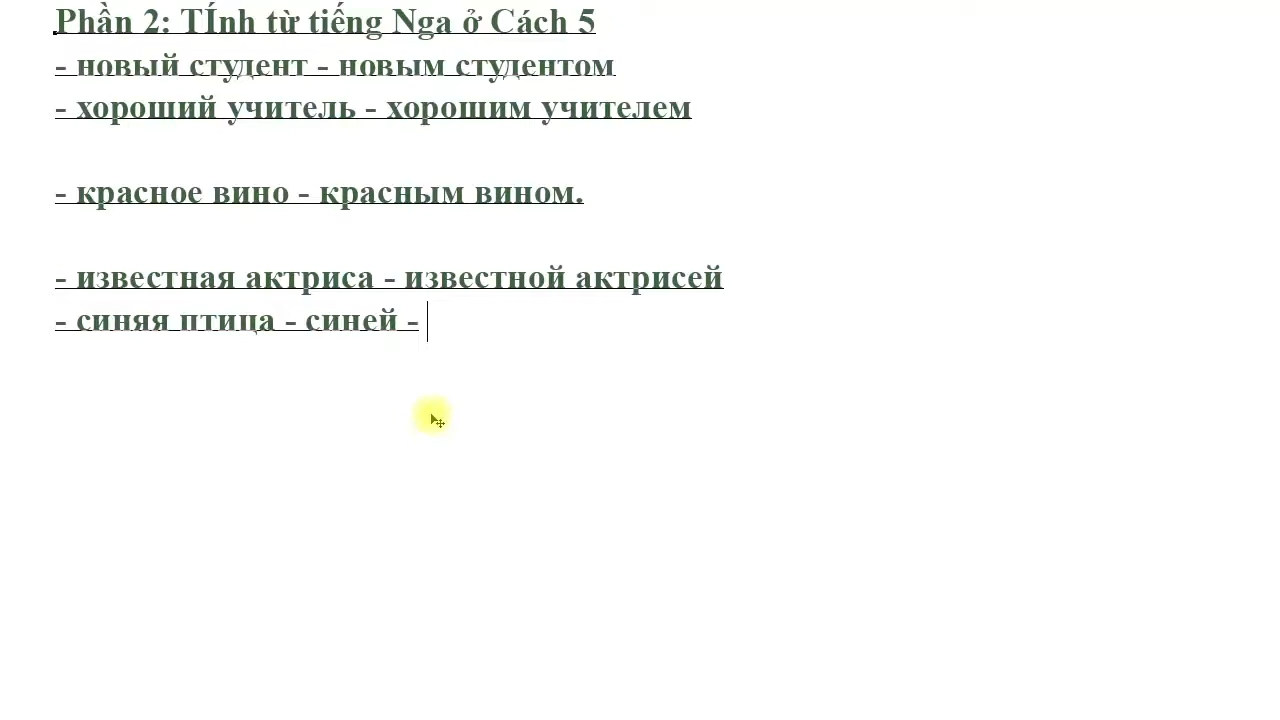 Phần 2: TÍnh từ tiếng Nga ở Cách 5
- новый студент - новым студентом
- хороший учитель - хорошим учителем
- красное вино - красным вином.
- известная актриса - известной актрисей
- синяя птица - синей -